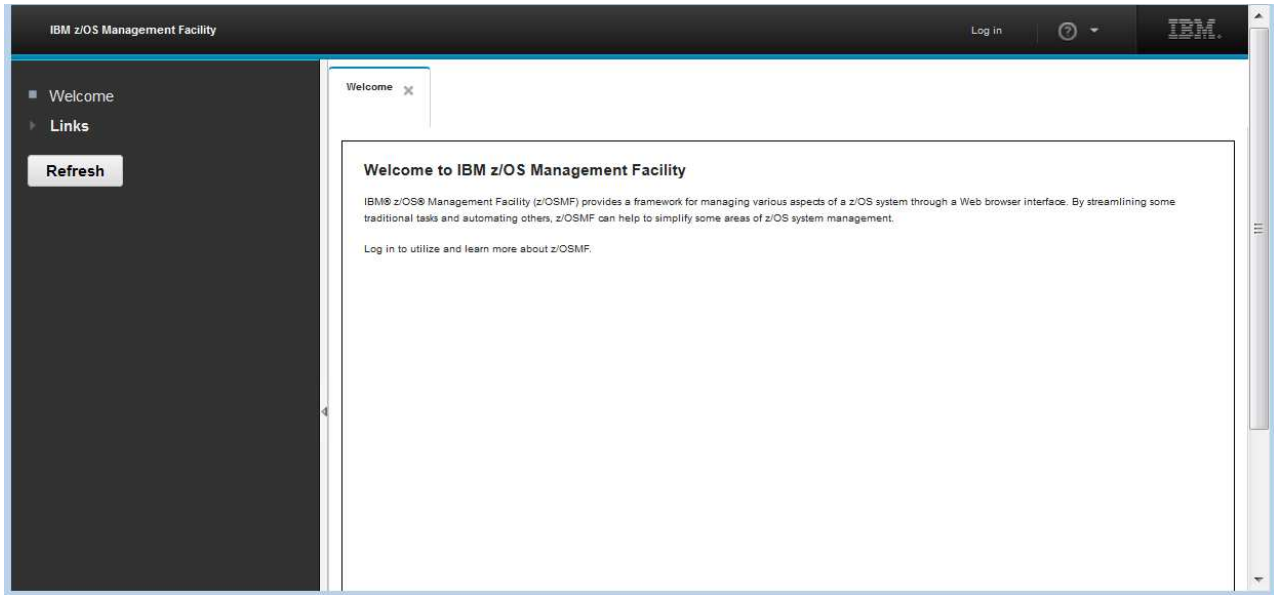 IBM z/OS Management Facility
Log in
?
IBM.
Welcome
Links
Refresh
Welcome
Welcome to IBM z/OS Management Facility
IBM® z/OS® Management Facility (z/OSMF) provides a framework for managing various aspects of a z/OS system through a Web browser interface. By streamlining some
traditional tasks and automating others, z/OSMF can help to simplify some areas of z/OS system management.
Log in to utilize and learn more about z/OSMF.